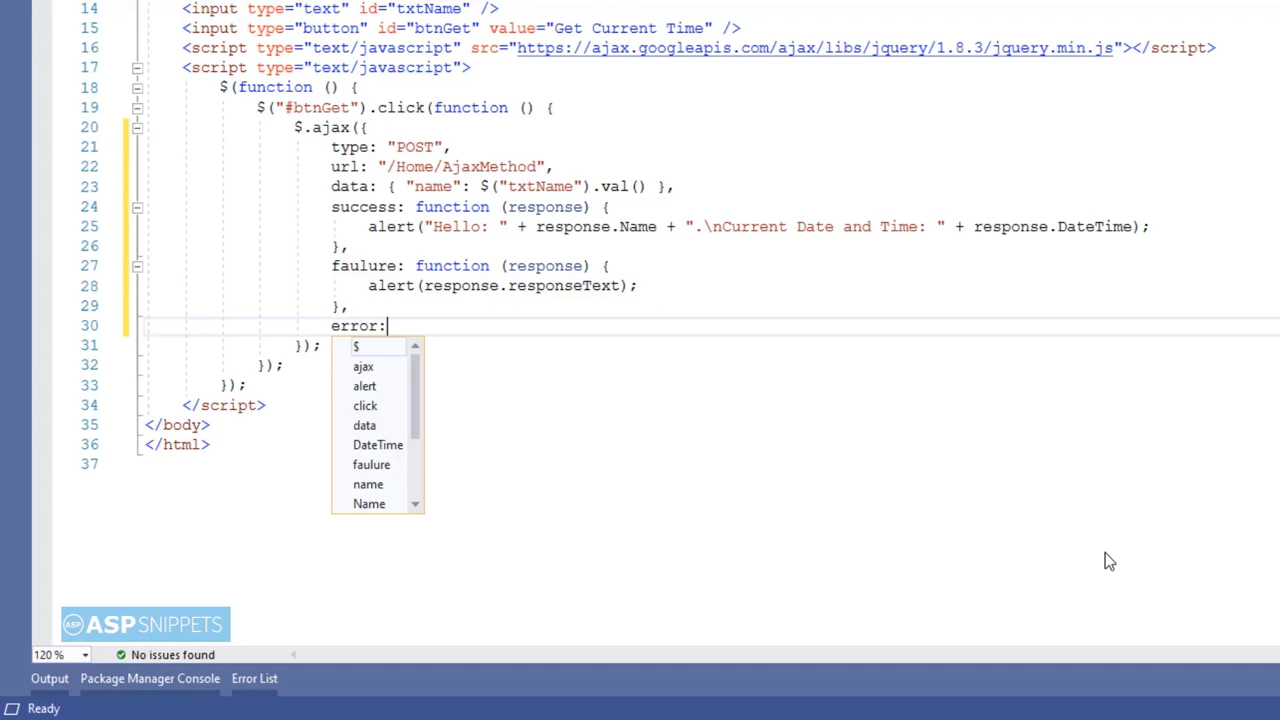 14 <input type="text" id="txtName" />
15 <input type="button" id="btnGet" value="Get Current Time" />
16 <script type="text/javascript" src="https://ajax.googleapis.com/ajax/libs/jquery/1.8.3/jquery.min.js"></script>
17 <script type="text/javascript">
18 $(function () {
19 $("#btnGet").click(function () {
20 $.ajax({
21 type: "POST",
22 url: "/Home/AjaxMethod",
23 data: { "name": $("txtName").val() },
24 success: function (response) {
25 alert("Hello: " + response.Name + ".\nCurrent Date and Time: " + response.DateTime);
26 },
27 faulure: function (response) {
28 alert(response.responseText);
29 },
30 error:
31 });
32 });
33 });
34 </script>
35 </body>
36 </html>
37
$
ajax
alert
click
data
DateTime
faulure
name
Name
ASP ASPSNIPPETS
120 % No issues found
Output Package Manager Console Error List
Ready